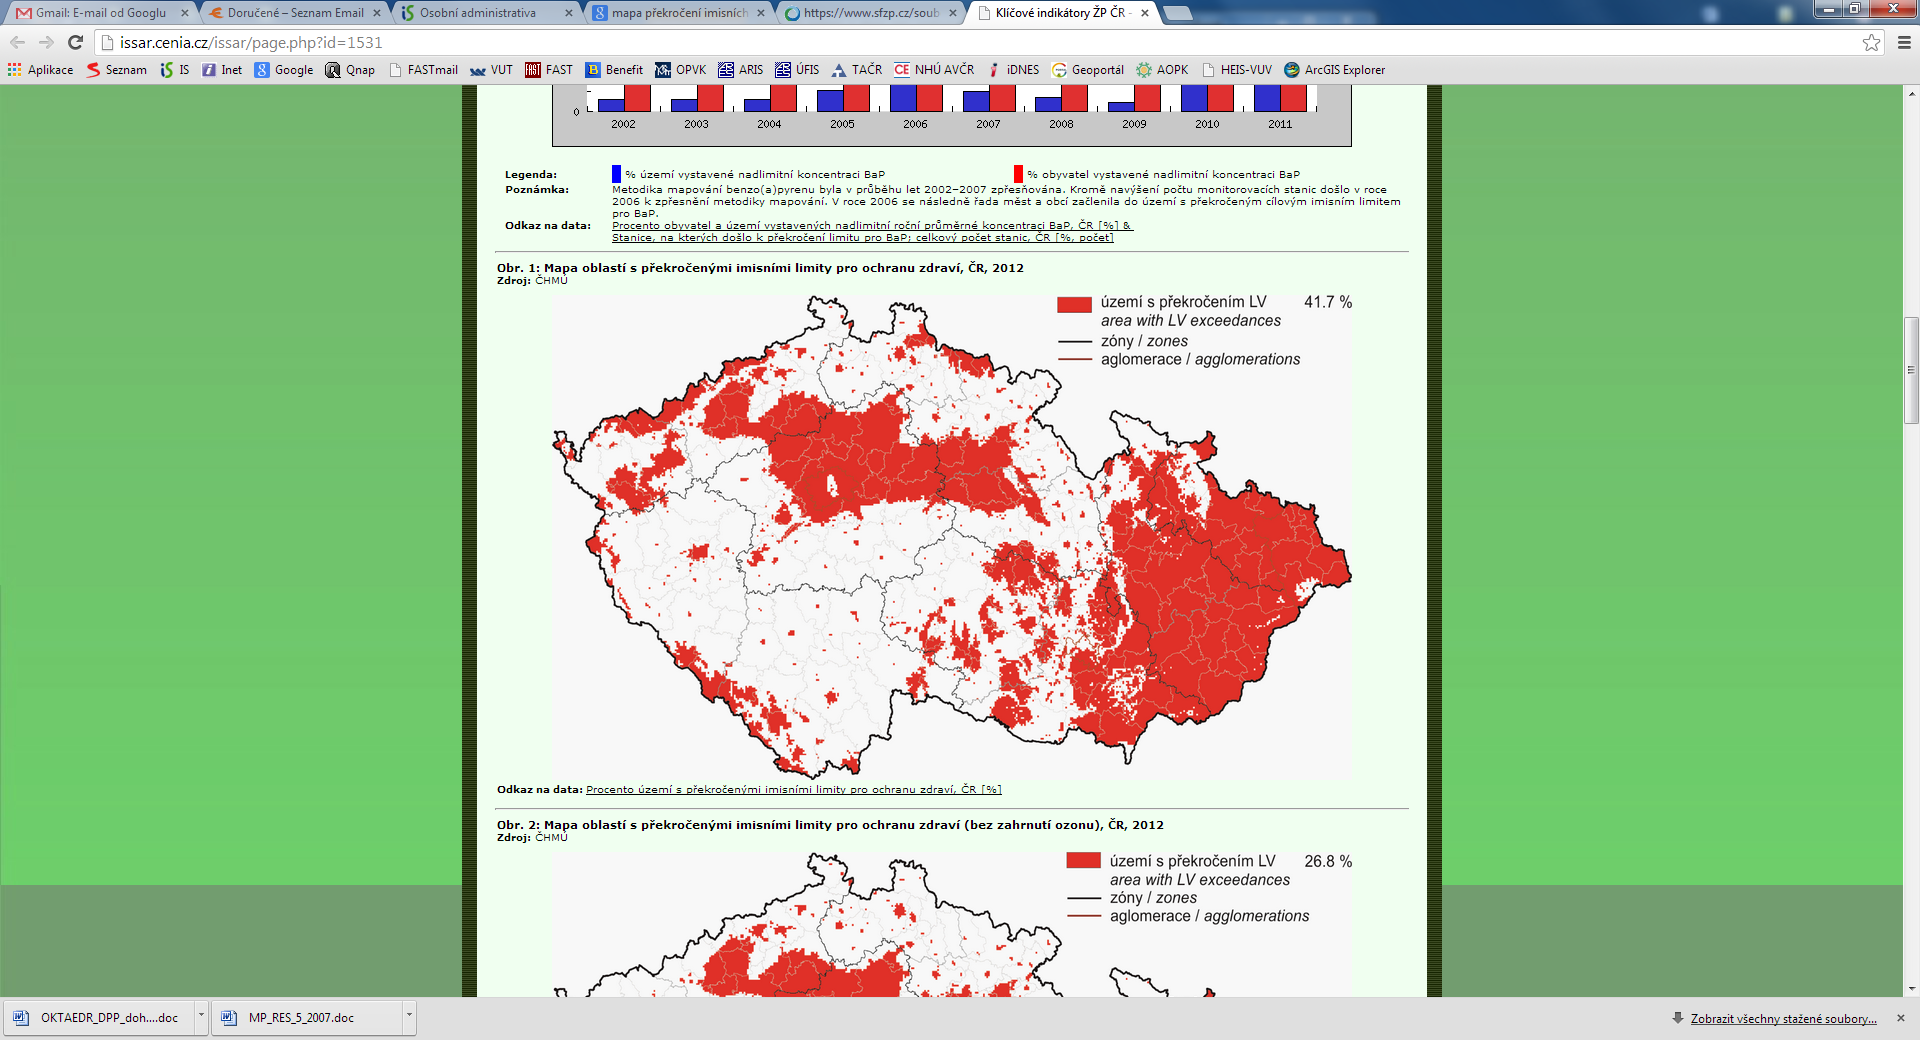 Gmail: E-mail od Googlu
Doručené – Seznam Email
Osobní administrativa
mapa překročení imisních
https://www.sfzp.cz/soub
Klíčové indikátory ŽP ČR -
issar.cenia.cz/issar/page.php?id=1531
Aplikace Seznam IS Inet Google Qnap FASTmail VUT FAST Benefit OPVK ARIS ÚFIS TAČR NHÚ AVČR iDNES Geoportál AOPK HEIS-VUV ArcGIS Explorer
0
2002 2003 2004 2005 2006 2007 2008 2009 2010 2011
Legenda: % území vystavené nadlimitní koncentraci BaP % obyvatel vystavené nadlimitní koncentraci BaP
Poznámka: Metodika mapování benzo(a)pyrenu byla v průběhu let 2002–2007 zpřesňována. Kromě navýšení počtu monitorovacích stanic došlo v roce
2006 k zpřesnění metodiky mapování. V roce 2006 se následně řada měst a obcí začlenila do území s překročeným cílovým imisním limitem
pro BaP.
Odkaz na data: Procento obyvatel a území vystavených nadlimitní roční průměrné koncentraci BaP, ČR [%] &
Stanice, na kterých došlo k překročení limitu pro BaP; celkový počet stanic, ČR [%, počet]
Obr. 1: Mapa oblastí s překročenými imisními limity pro ochranu zdraví, ČR, 2012
Zdroj: ČHMÚ
území s překročením LV 41.7 %
area with LV exceedances
zóny / zones
aglomerace / agglomerations
Odkaz na data: Procento území s překročenými imisními limity pro ochranu zdraví, ČR [%]
Obr. 2: Mapa oblastí s překročenými imisními limity pro ochranu zdraví (bez zahrnutí ozonu), ČR, 2012
Zdroj: ČHMÚ
území s překročením LV 26.8 %
area with LV exceedances
zóny / zones
aglomerace / agglomerations
OKTAEDR_DPP_doh....doc
MP_RES_5_2007.doc
Zobrazit všechny stažené soubory...